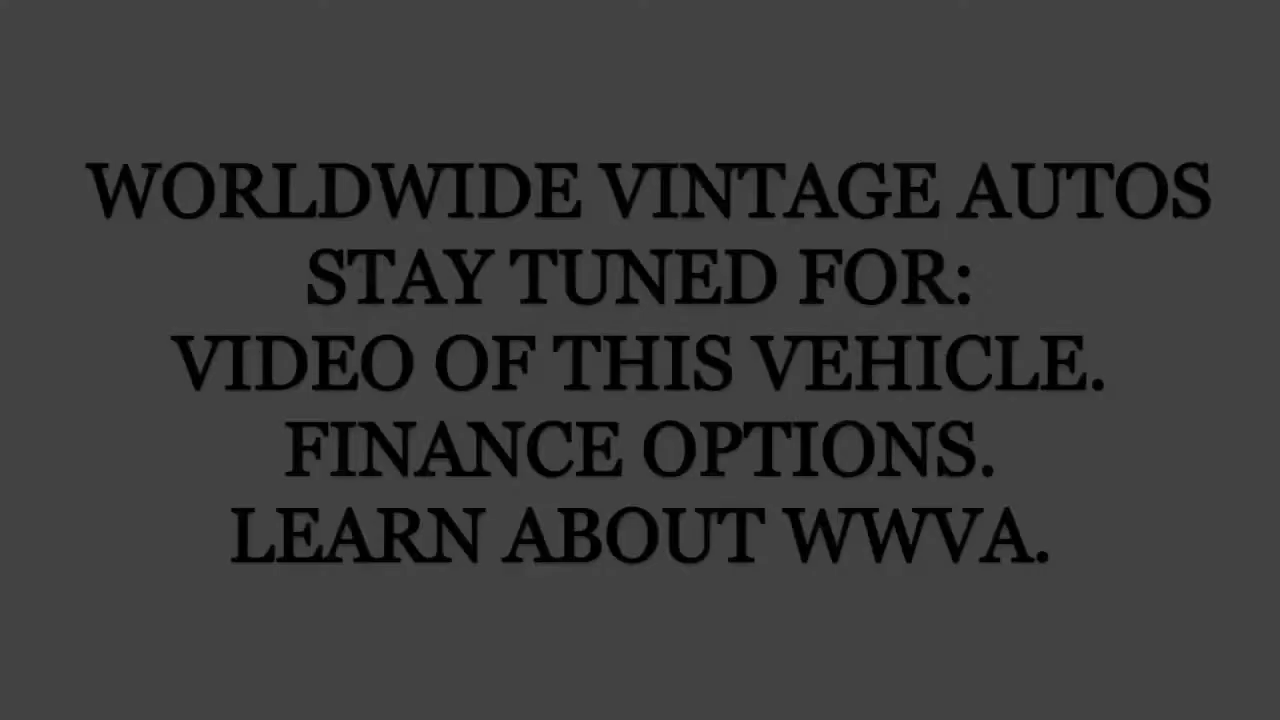 WORLDWIDE VINTAGE AUTOS
STAY TUNED FOR:
VIDEO OF THIS VEHICLE.
FINANCE OPTIONS.
LEARN ABOUT WWVA.